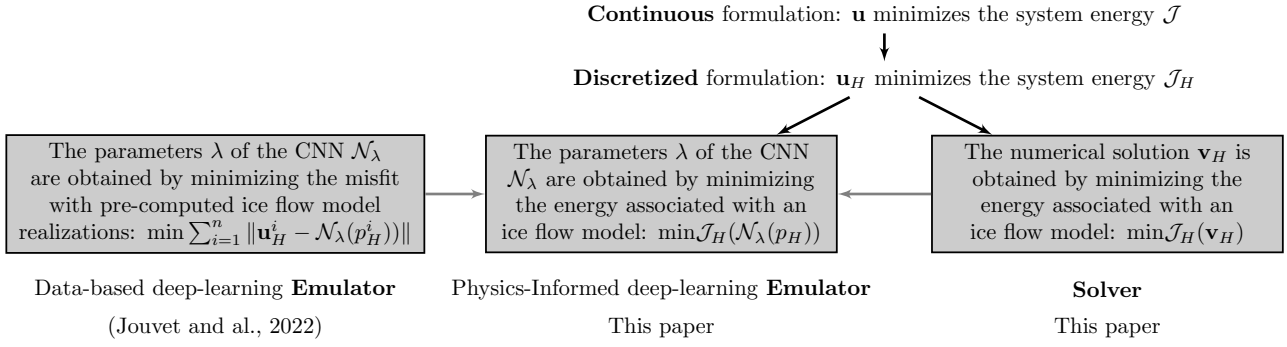 Continuous formulation: u minimizes the system energy 𝒥
Discretized formulation: u_H minimizes the system energy 𝒥_H
The parameters λ of the CNN 𝒩_λ
are obtained by minimizing the misfit
with pre-computed ice flow model
realizations: min ∑_{i=1}^n ‖u_H^i − 𝒩_λ(p_H^i))‖
The parameters λ of the CNN
𝒩_λ are obtained by minimizing
the energy associated with an
ice flow model: min𝒥_H(𝒩_λ(p_H))
The numerical solution v_H is
obtained by minimizing the
energy associated with an
ice flow model: min𝒥_H(v_H)
Data-based deep-learning Emulator
(Jouvet and al., 2022)
Physics-Informed deep-learning Emulator
This paper
Solver
This paper